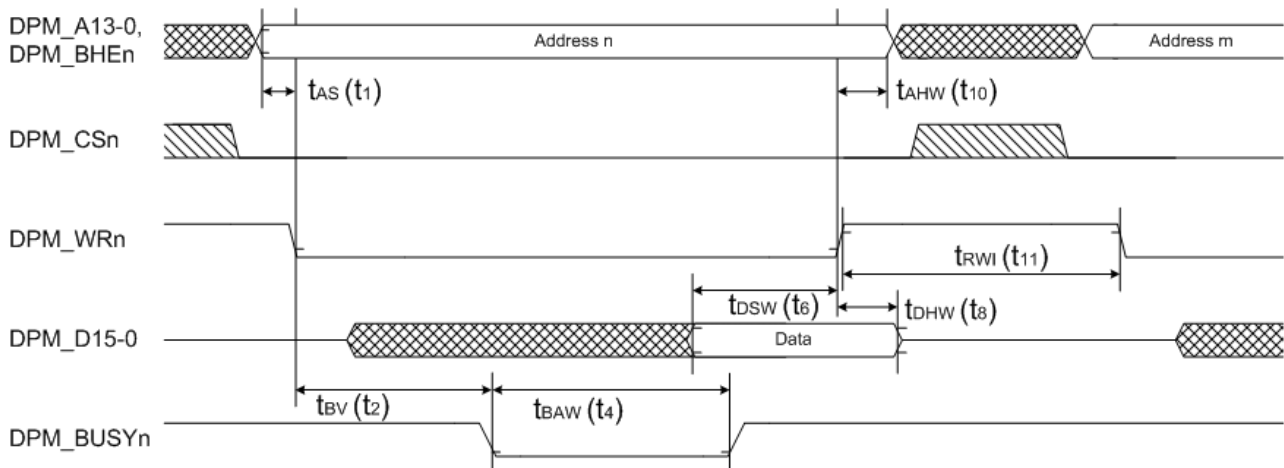 DPM_A13-0,
DPM_BHEn
Address n
Address m
tAS (t1)
tAHW (t10)
DPM_CSn
DPM_WRn
tRWI (t11)
tDSW (t6)
tDHW (t8)
DPM_D15-0
Data
tBV (t2)
tBAW (t4)
DPM_BUSYn